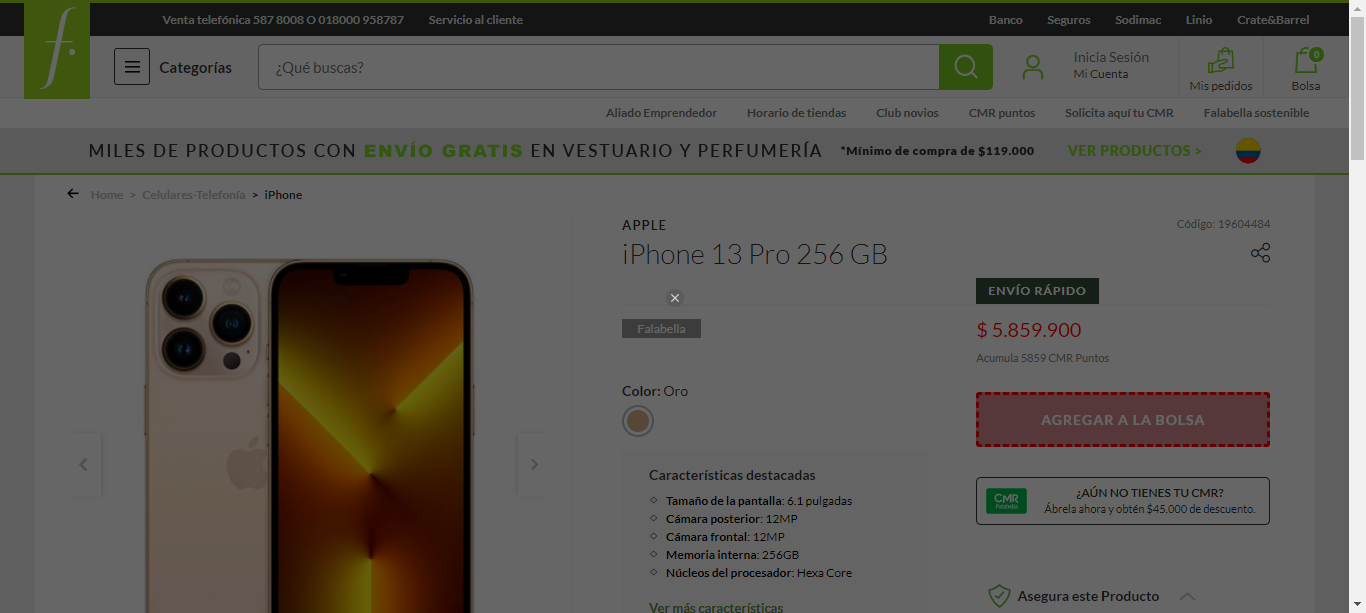 Venta telefónica 587 8008 O 018000 958787 Servicio al cliente Banco Seguros Sodimac Linio Crate&Barrel
f.
Categorías ¿Qué buscas? Inicia Sesión
Mi Cuenta
Mis pedidos
0
Bolsa
Aliado Emprendedor Horario de tiendas Club novios CMR puntos Solicita aquí tu CMR Falabella sostenible
MILES DE PRODUCTOS CON ENVÍO GRATIS EN VESTUARIO Y PERFUMERÍA *Mínimo de compra de $119.000 VER PRODUCTOS >
Home > Celulares-Telefonía > iPhone
APPLE
Código: 19604484
iPhone 13 Pro 256 GB
ENVÍO RÁPIDO
Falabella
$ 5.859.900
Acumula 5859 CMR Puntos
Color: Oro
AGREGAR A LA BOLSA
Características destacadas
Tamaño de la pantalla: 6.1 pulgadas
Cámara posterior: 12MP
Cámara frontal: 12MP
Memoria interna: 256GB
Núcleos del procesador: Hexa Core
Ver más características
CMR
Falabella
¿AÚN NO TIENES TU CMR?
Ábrela ahora y obtén $45.000 de descuento.
Asegura este Producto